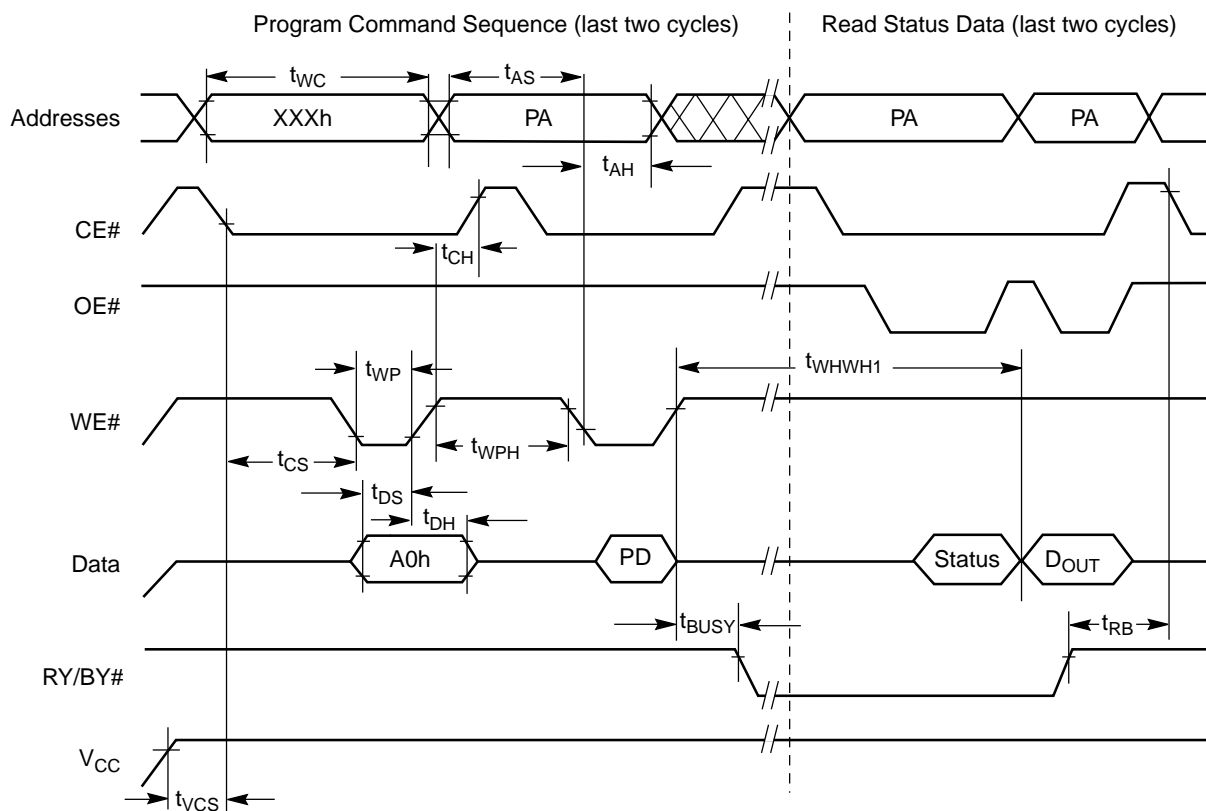 Program Command Sequence (last two cycles)
Read Status Data (last two cycles)
tWC
tAS
Addresses
XXXh
PA
PA
PA
tAH
CE#
tCH
OE#
tWP
tWHWH1
WE#
tWPH
tCS
tDS
tDH
Data
A0h
PD
Status
DOUT
tBUSY
tRB
RY/BY#
VCC
tVCS